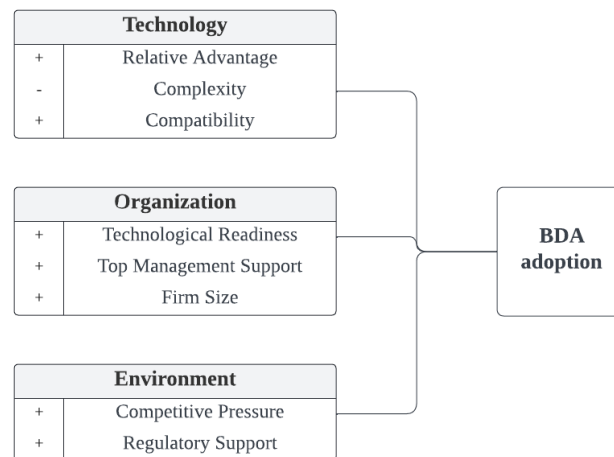 Technology
+ Relative Advantage
- Complexity
+ Compatibility
Organization
+ Technological Readiness
+ Top Management Support
+ Firm Size
Environment
+ Competitive Pressure
+ Regulatory Support
BDA
adoption